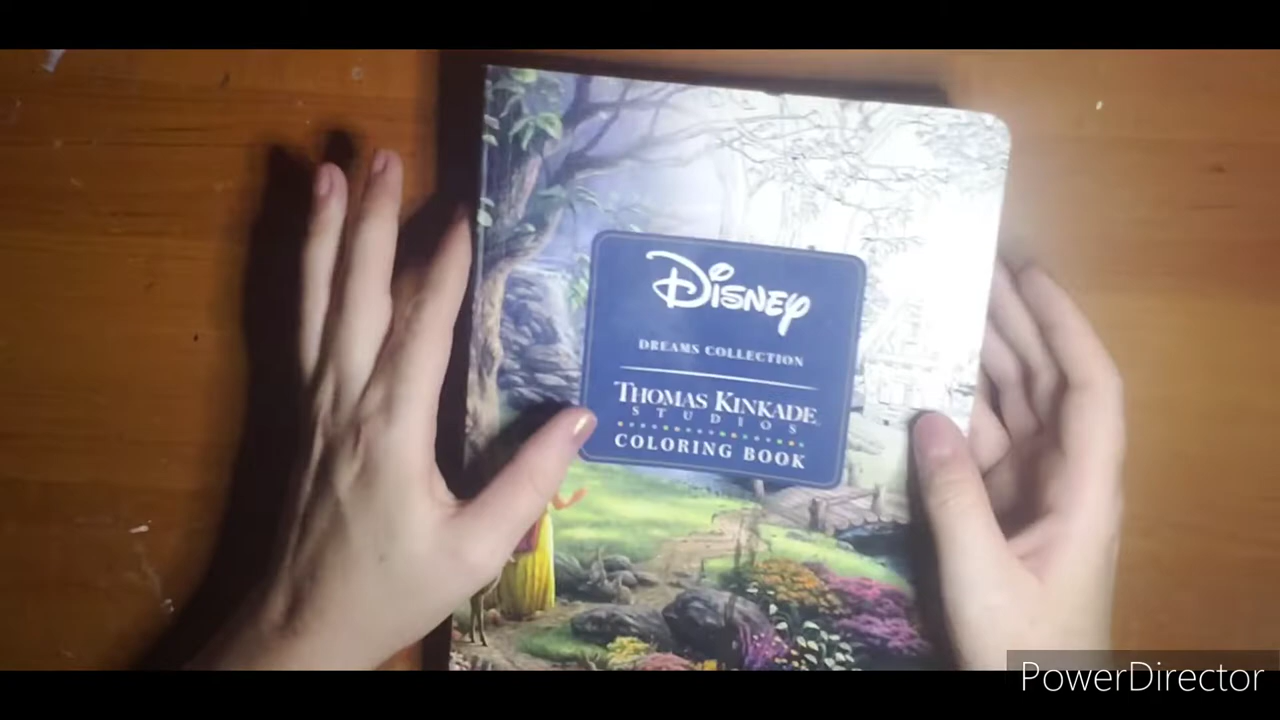 Disney
DREAMS COLLECTION
THOMAS KINKADE
STUDIOS
COLORING BOOK
PowerDirector